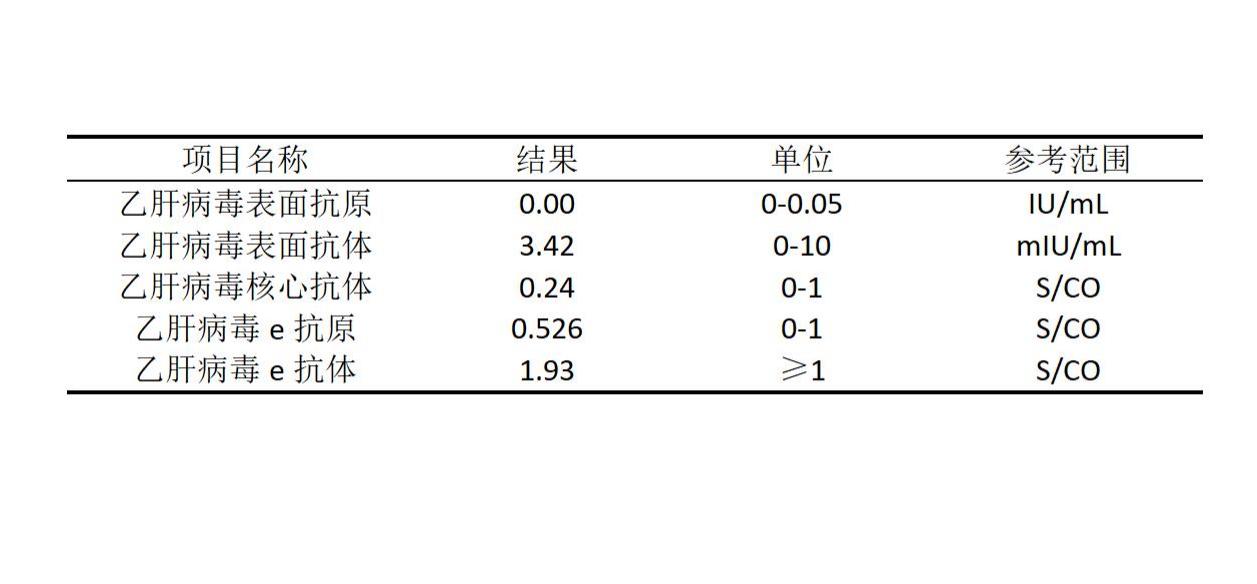 项目名称 结果 单位 参考范围
乙肝病毒表面抗原 0.00 0-0.05 IU/mL
乙肝病毒表面抗体 3.42 0-10 mIU/mL
乙肝病毒核心抗体 0.24 0-1 S/CO
乙肝病毒 e 抗原 0.526 0-1 S/CO
乙肝病毒 e 抗体 1.93 ⩾1 S/CO